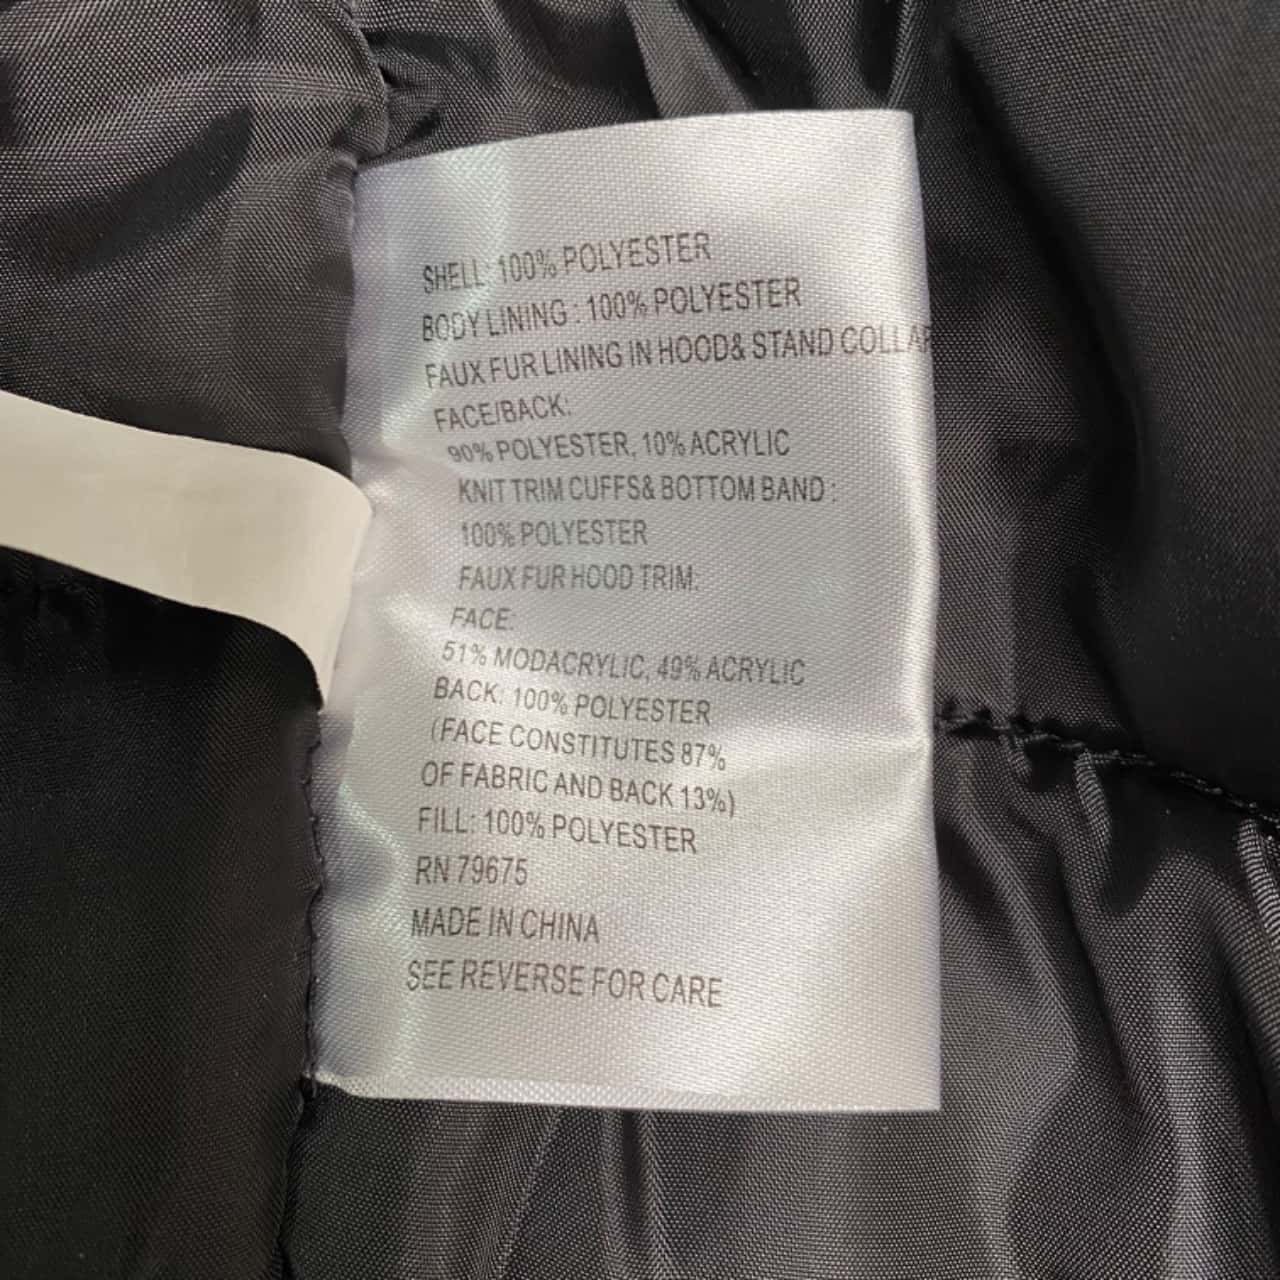 SHELL: 100% POLYESTER
BODY LINING : 100% POLYESTER
FAUX FUR LINING IN HOOD& STAND COLLAR
FACE/BACK:
90% POLYESTER, 10% ACRYLIC
KNIT TRIM CUFFS& BOTTOM BAND :
100% POLYESTER
FAUX FUR HOOD TRIM:
FACE:
51% MODACRYLIC, 49% ACRYLIC
BACK: 100% POLYESTER
(FACE CONSTITUTES 87%
OF FABRIC AND BACK 13%)
FILL: 100% POLYESTER
RN 79675
MADE IN CHINA
SEE REVERSE FOR CARE